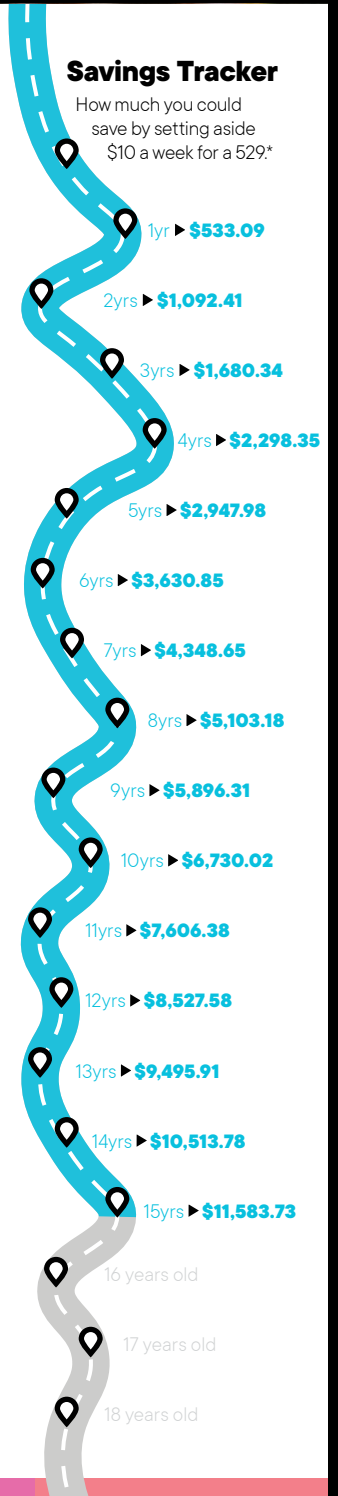 Savings Tracker
How much you could
save by setting aside
$10 a week for a 529.*
1yr ▶ $533.09
2yrs ▶ $1,092.41
3yrs ▶ $1,680.34
4yrs ▶ $2,298.35
5yrs ▶ $2,947.98
6yrs ▶ $3,630.85
7yrs ▶ $4,348.65
8yrs ▶ $5,103.18
9yrs ▶ $5,896.31
10yrs ▶ $6,730.02
11yrs ▶ $7,606.38
12yrs ▶ $8,527.58
13yrs ▶ $9,495.91
14yrs ▶ $10,513.78
15yrs ▶ $11,583.73
16 years old
17 years old
18 years old